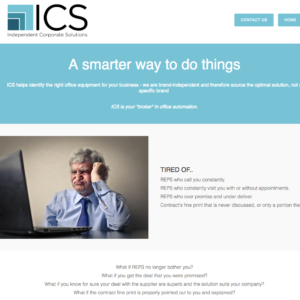 ICS
Independent Corporate Solutions
CONTACT US
HOME
A smarter way to do things
ICS helps identify the right office equipment for your business - we are brand-independent and therefore source the optimal solution, not
specific brand
ICS is your "broker" in office automation.
TIRED OF..
REPS who call you constantly.
REPS who constantly visit you with or without appointments.
REPS who over promise and under deliver.
Contract's fine print that is never discussed, or only a portion the
What if REPS no longer bother you?
What if you got the deal that you were promised?
What if you knew for sure your deal with the supplier are superb and the solution suits your company?
What if the contract fine print is properly pointed out to you and explained?